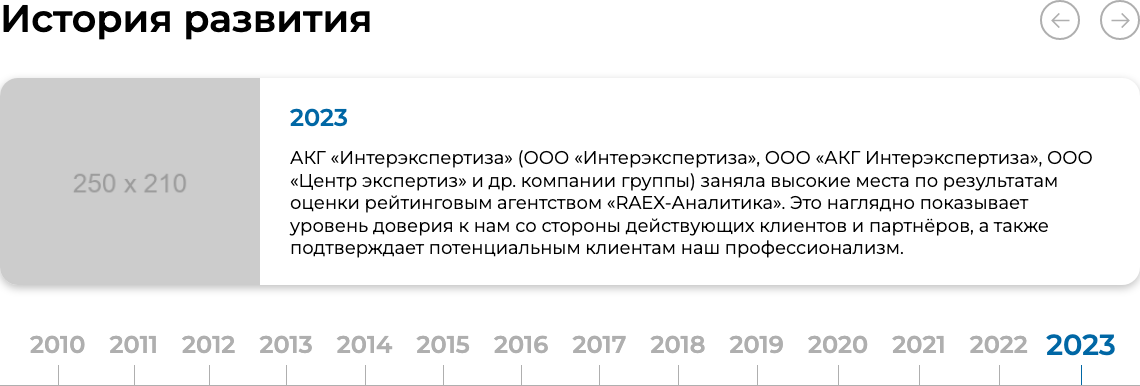 История развития
250 x 210
2023
АКГ «Интерэкспертиза» (ООО «Интерэкспертиза», ООО «АКГ Интерэкспертиза», ООО
«Центр экспертиз» и др. компании группы) заняла высокие места по результатам
оценки рейтинговым агентством «RAEX-Аналитика». Это наглядно показывает
уровень доверия к нам со стороны действующих клиентов и партнёров, а также
подтверждает потенциальным клиентам наш профессионализм.
2010 2011 2012 2013 2014 2015 2016 2017 2018 2019 2020 2021 2022 2023